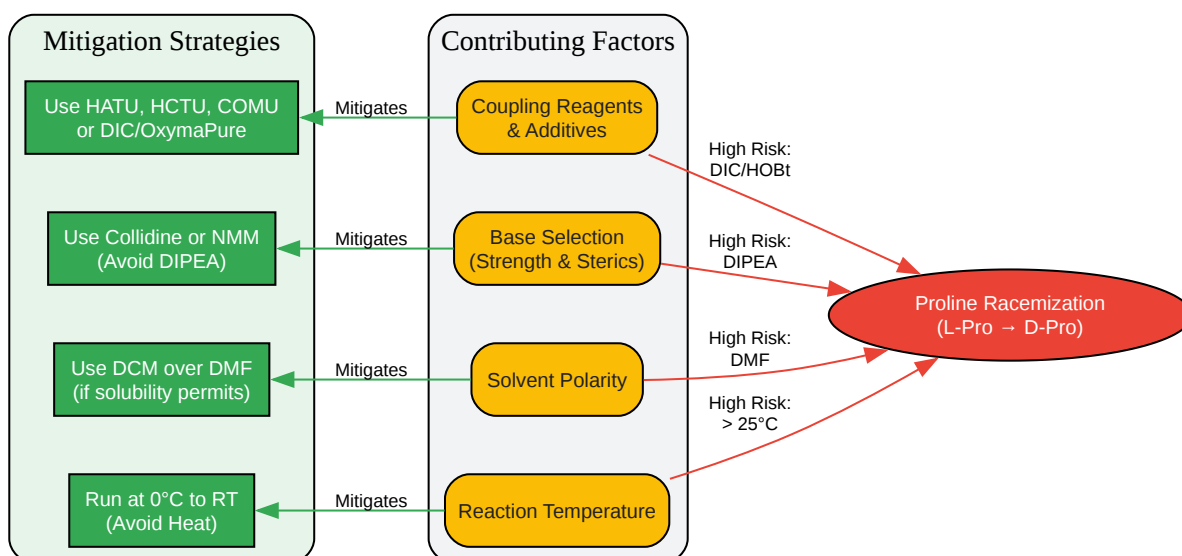 Mitigation Strategies
Contributing Factors
Use HATU, HCTU, COMU
or DIC/OxymaPure
Mitigates
Coupling Reagents
& Additives
High Risk:
DIC/HOBt
Use Collidine or NMM
(Avoid DIPEA)
Mitigates
Base Selection
(Strength & Sterics)
High Risk:
DIPEA
Proline Racemization
(L-Pro → D-Pro)
Use DCM over DMF
(if solubility permits)
Mitigates
Solvent Polarity
High Risk:
DMF
High Risk:
> 25°C
Run at 0°C to RT
(Avoid Heat)
Mitigates
Reaction Temperature